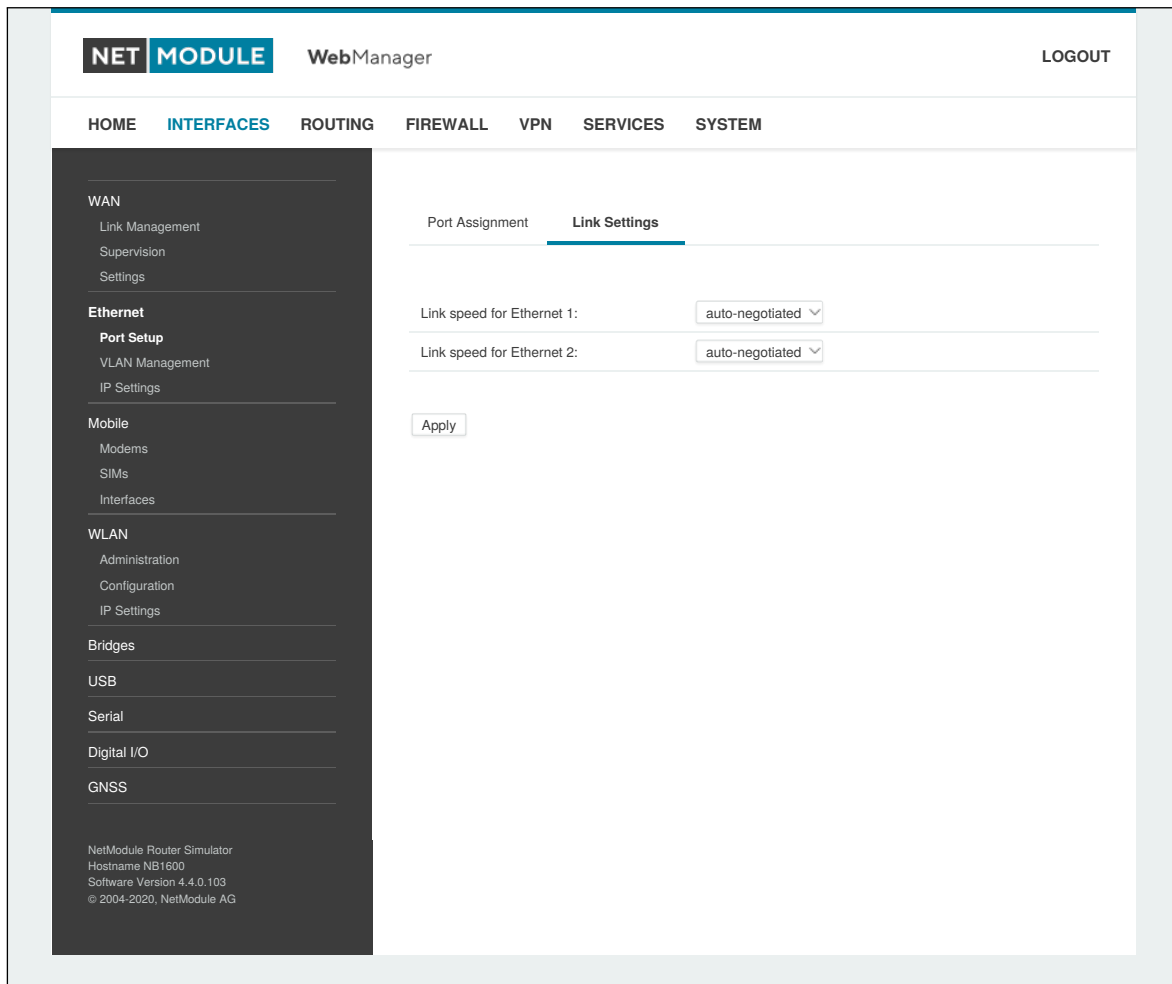 NET MODULE WebManager LOGOUT
HOME INTERFACES ROUTING FIREWALL VPN SERVICES SYSTEM
WAN
Link Management
Supervision
Settings
Ethernet
Port Setup
VLAN Management
IP Settings
Mobile
Modems
SIMs
Interfaces
WLAN
Administration
Configuration
IP Settings
Bridges
USB
Serial
Digital I/O
GNSS
NetModule Router Simulator
Hostname NB1600
Software Version 4.4.0.103
© 2004-2020, NetModule AG
Port Assignment Link Settings
Link speed for Ethernet 1: auto-negotiated
Link speed for Ethernet 2: auto-negotiated
Apply